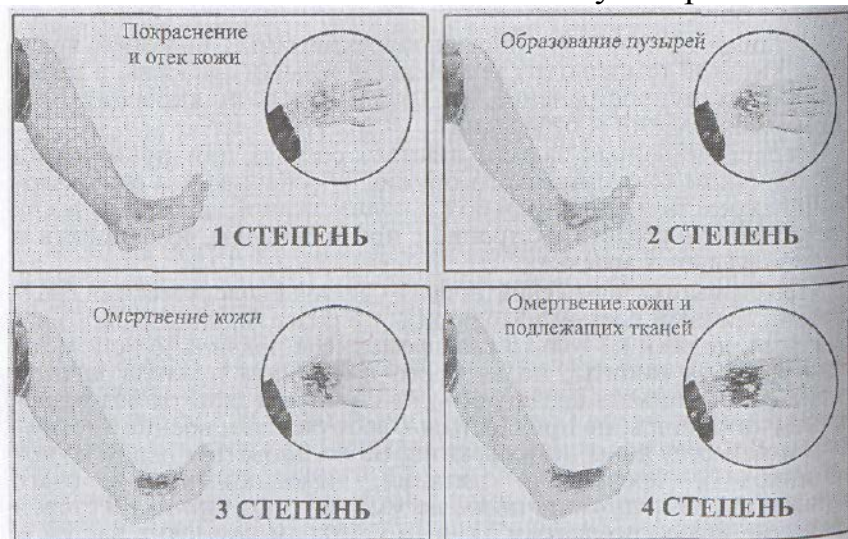 Покраснение
и отек кожи
1 СТЕПЕНЬ
Образование пузырей
2 СТЕПЕНЬ
Омертвение кожи
3 СТЕПЕНЬ
Омертвение кожи и
подлежащих тканей
4 СТЕПЕНЬ